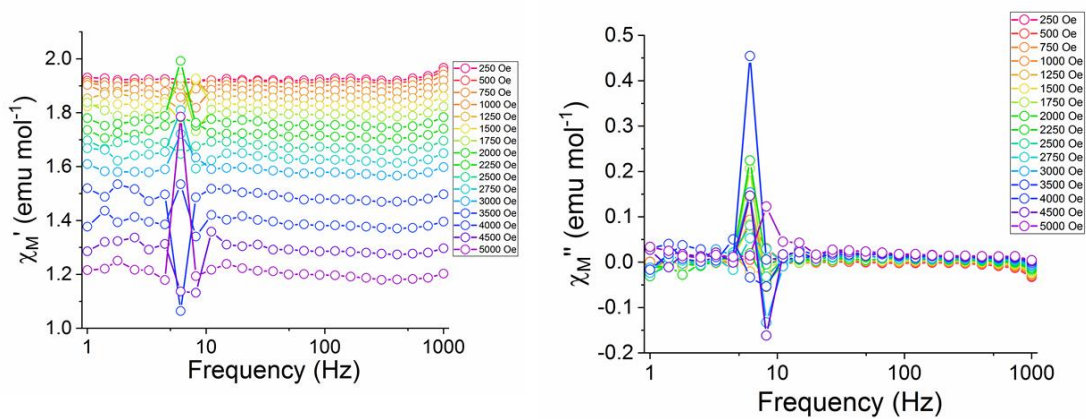 χM' (emu mol-1)
2.0
1.8
1.6
1.4
1.2
1.0
1
10
100
1000
Frequency (Hz)
250 Oe
500 Oe
750 Oe
1000 Oe
1250 Oe
1500 Oe
1750 Oe
2000 Oe
2250 Oe
2500 Oe
2750 Oe
3000 Oe
3500 Oe
4000 Oe
4500 Oe
5000 Oe
χM'' (emu mol-1)
0.5
0.4
0.3
0.2
0.1
0.0
-0.1
-0.2
1
10
100
1000
Frequency (Hz)
250 Oe
500 Oe
750 Oe
1000 Oe
1250 Oe
1500 Oe
1750 Oe
2000 Oe
2250 Oe
2500 Oe
2750 Oe
3000 Oe
3500 Oe
4000 Oe
4500 Oe
5000 Oe